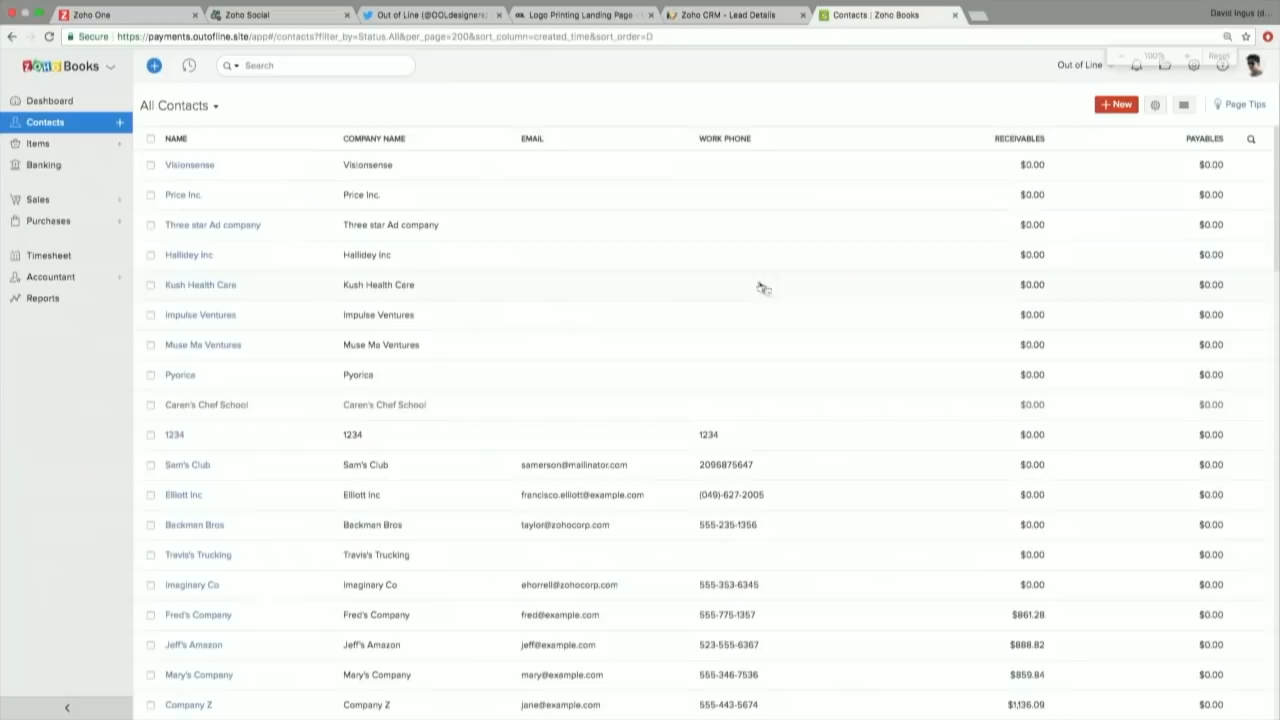 Zoho One
Zoho Social
Out of Line (@OOLdesigners)
Logo Printing Landing Page
Zoho CRM - Lead Details
Contacts | Zoho Books
David Ingus (d...
Secure | https://payments.outofline.site/app#/contacts?filter_by=Status.All&per_page=200&sort_column=created_time&sort_order=D
100%
Reset
ZOHO Books
Search
Out of Line
Dashboard
All Contacts
+ New
Page Tips
Contacts
Items
Banking
Sales
Purchases
Timesheet
Accountant
Reports
NAME COMPANY NAME EMAIL WORK PHONE RECEIVABLES PAYABLES
Visionsense Visionsense $0.00 $0.00
Price Inc. Price Inc. $0.00 $0.00
Three star Ad company Three star Ad company $0.00 $0.00
Hallidey Inc Hallidey Inc $0.00 $0.00
Kush Health Care Kush Health Care $0.00 $0.00
Impulse Ventures Impulse Ventures $0.00 $0.00
Muse Ma Ventures Muse Ma Ventures $0.00 $0.00
Pyorica Pyorica $0.00 $0.00
Caren's Chef School Caren's Chef School $0.00 $0.00
1234 1234 1234 $0.00 $0.00
Sam's Club Sam's Club samerson@mailinator.com 2096875647 $0.00 $0.00
Elliott Inc Elliott Inc francisco.elliott@example.com (049)-627-2005 $0.00 $0.00
Beckman Bros Beckman Bros taylor@zohocorp.com 555-235-1356 $0.00 $0.00
Travis's Trucking Travis's Trucking $0.00 $0.00
Imaginary Co Imaginary Co ehorrell@zohocorp.com 555-353-6345 $0.00 $0.00
Fred's Company Fred's Company fred@example.com 555-775-1357 $861.28 $0.00
Jeff's Amazon Jeff's Amazon jeff@example.com 523-555-6367 $888.82 $0.00
Mary's Company Mary's Company mary@example.com 555-346-7536 $859.84 $0.00
Company Z Company Z jane@example.com 555-443-5674 $1,136.09 $0.00